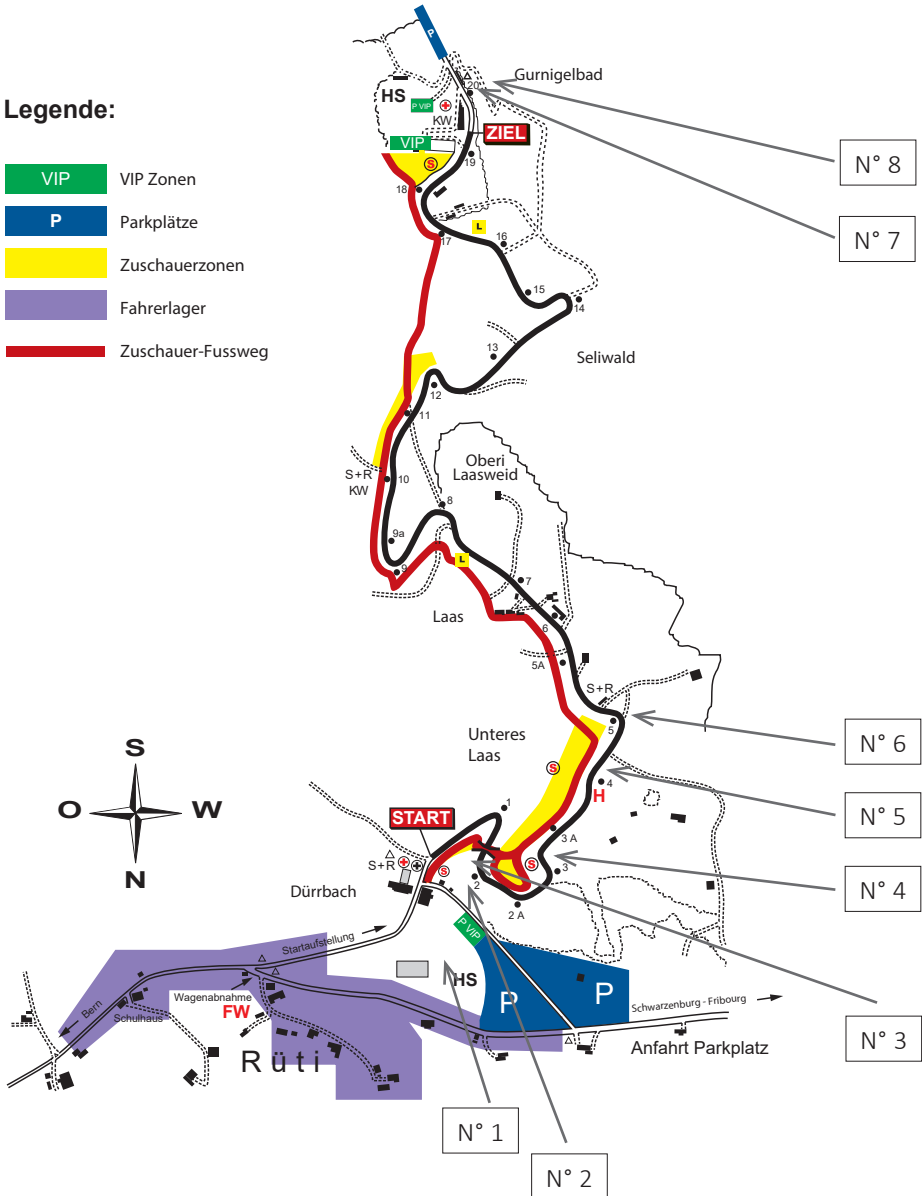 P
Gurnigelbad
20
HS
P VIP
KW
ZIEL
Legende:
VIP
S
19
N° 8
VIP
VIP Zonen
18
P
Parkplätze
L
17
16
N° 7
Zuschauerzonen
15
14
Fahrerlager
13
Seliwald
Zuschauer-Fussweg
12
11
Oberi
Laasweid
S+R
KW
10
8
9a
L
9
7
Laas
6
5A
S+R
Unteres
Laas
5
N° 6
S
O
W
N
S
4
H
N° 5
1
START
3 A
S+R
S
S
3
N° 4
Dürrbach
2
2 A
P VIP
Startaufstellung
HS
Wagenabnahme
FW
P
P
Bern
Schulhaus
Schwarzenburg - Fribourg
Rüti
Anfahrt Parkplatz
N° 3
N° 1
N° 2